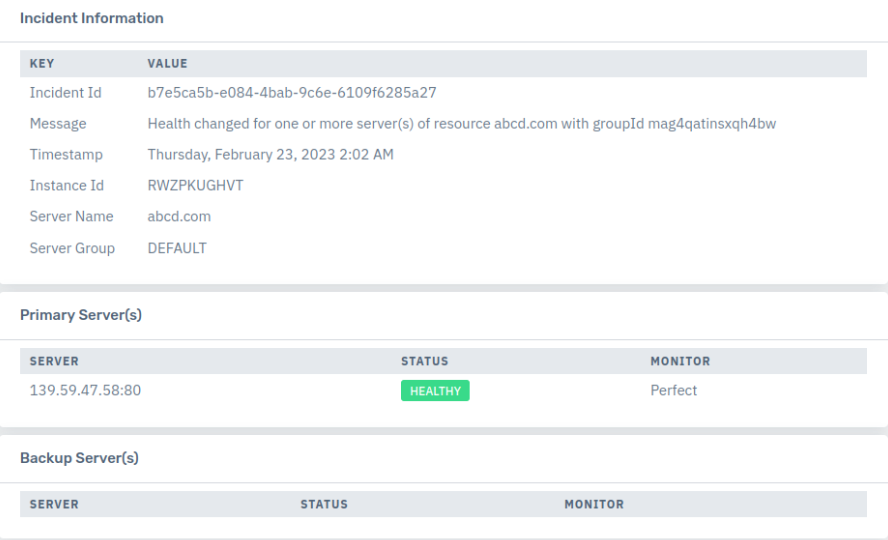 Incident Information
KEY VALUE
Incident Id b7e5ca5b-e084-4bab-9c6e-6109f6285a27
Message Health changed for one or more server(s) of resource abcd.com with groupId mag4qatinsxqh4bw
Timestamp Thursday, February 23, 2023 2:02 AM
Instance Id RWZPKUGHVT
Server Name abcd.com
Server Group DEFAULT
Primary Server(s)
SERVER STATUS MONITOR
139.59.47.58:80 HEALTHY Perfect
Backup Server(s)
SERVER STATUS MONITOR